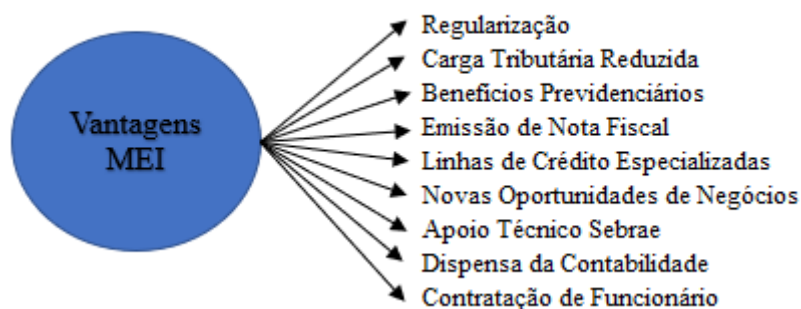 Vantagens
MEI
Regularização
Carga Tributária Reduzida
Benefícios Previdenciários
Emissão de Nota Fiscal
Linhas de Crédito Especializadas
Novas Oportunidades de Negócios
Apoio Técnico Sebrae
Dispensa da Contabilidade
Contratação de Funcionário